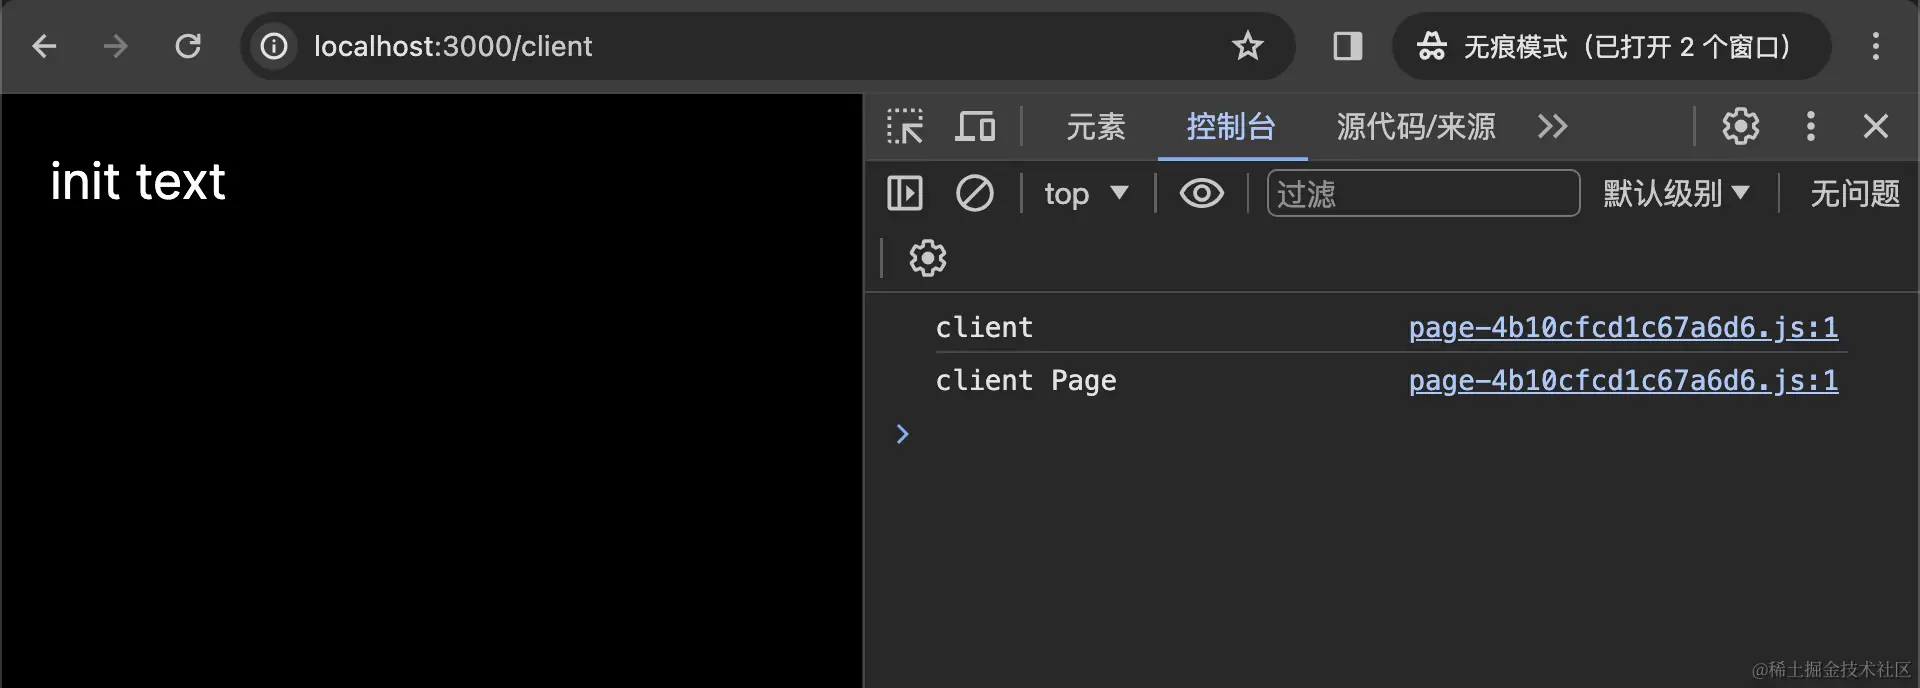 localhost:3000/client
无痕模式（已打开 2 个窗口）
init text
元素 控制台 源代码/来源
top 过滤 默认级别 无问题
client page-4b10cfcd1c67a6d6.js:1
client Page page-4b10cfcd1c67a6d6.js:1
@稀土掘金技术社区